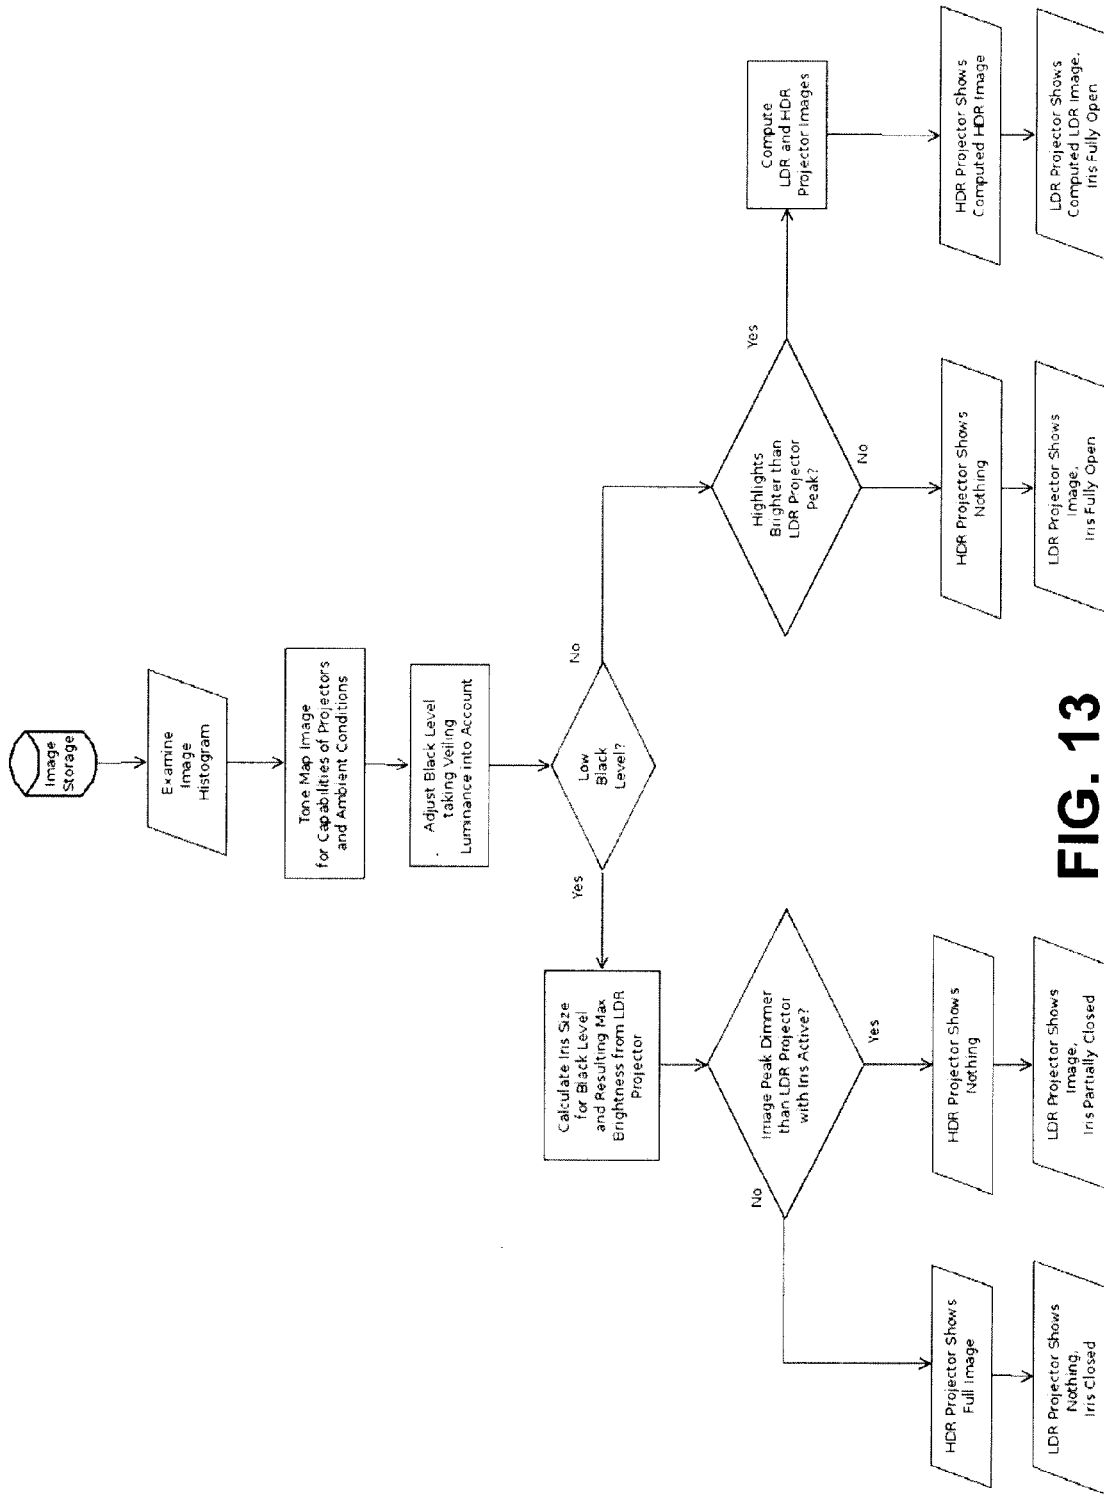 Image
Storage
Examine
Image
Histogram
Tone Map Image
for Capabilities of Projectors
and Ambient Conditions
Adjust Black Level
taking Veiling
Luminance into Account
Low
Black
Level?
Yes
No
Calculate Iris Size
for Black Level
and Resulting Max
Brightness from LDR
Projector
Image Peak Dimmer
than LDR Projector
with Iris Active?
No
Yes
HDR Projector Shows
Full Image
LDR Projector Shows
Nothing,
Iris Closed
HDR Projector Shows
Nothing
LDR Projector Shows
Image,
Iris Partially Closed
Highlights
Brighter than
LDR Projector
Peak?
Yes
No
HDR Projector Shows
Nothing
LDR Projector Shows
Image,
Iris Fully Open
Compute
LDR and HDR
Projector Images
HDR Projector Shows
Computed HDR Image
LDR Projector Shows
Computed LDR Image,
Iris Fully Open
FIG. 13